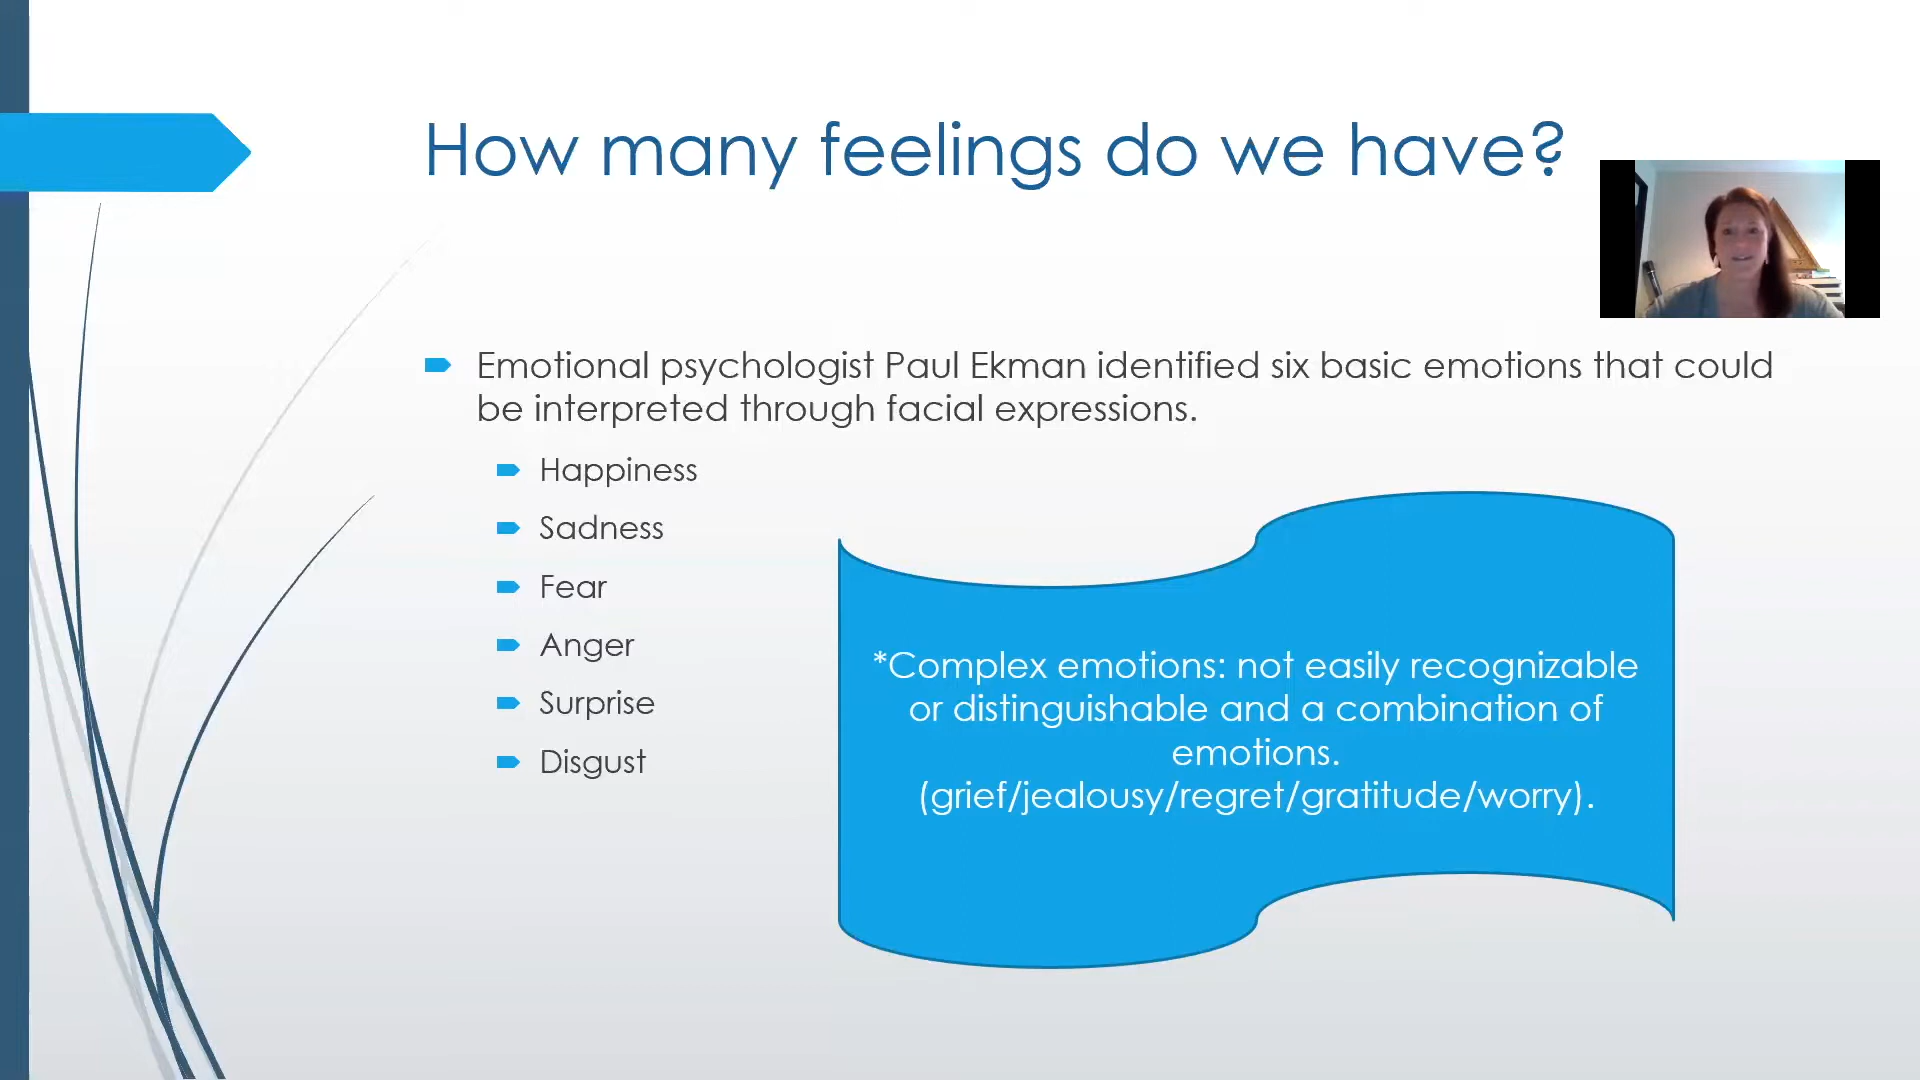 How many feelings do we have?
Emotional psychologist Paul Ekman identified six basic emotions that could
be interpreted through facial expressions.
Happiness
Sadness
Fear
Anger
Surprise
Disgust
*Complex emotions: not easily recognizable
or distinguishable and a combination of
emotions.
(grief/jealousy/regret/gratitude/worry).